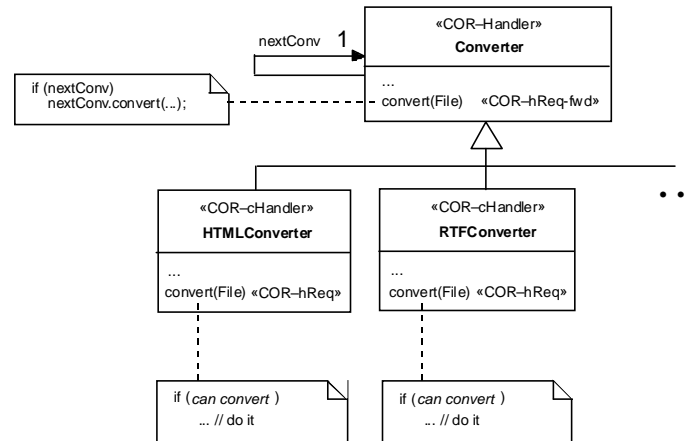 «COR–Handler»
nextConv 1
Converter
if (nextConv)
nextConv.convert(...);
...
convert(File) «COR–hReq-fwd»
«COR–cHandler»
HTMLConverter
...
convert(File) «COR–hReq»
«COR–cHandler»
RTFConverter
...
convert(File) «COR–hReq»
if (can convert )
... // do it
if (can convert )
... // do it